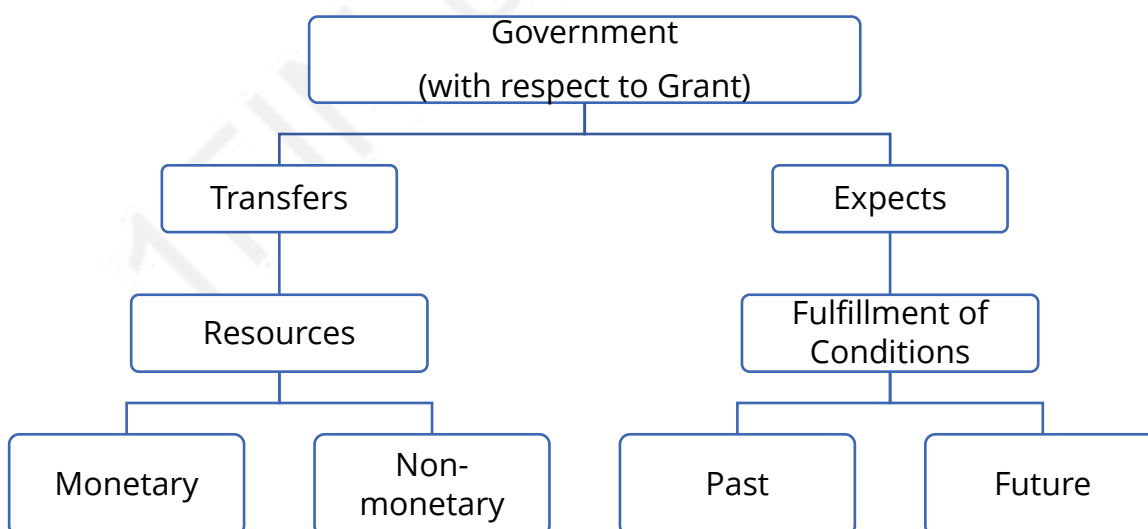 Government
(with respect to Grant)
Transfers
Expects
Resources
Fulfillment of
Conditions
Monetary
Non-
monetary
Past
Future